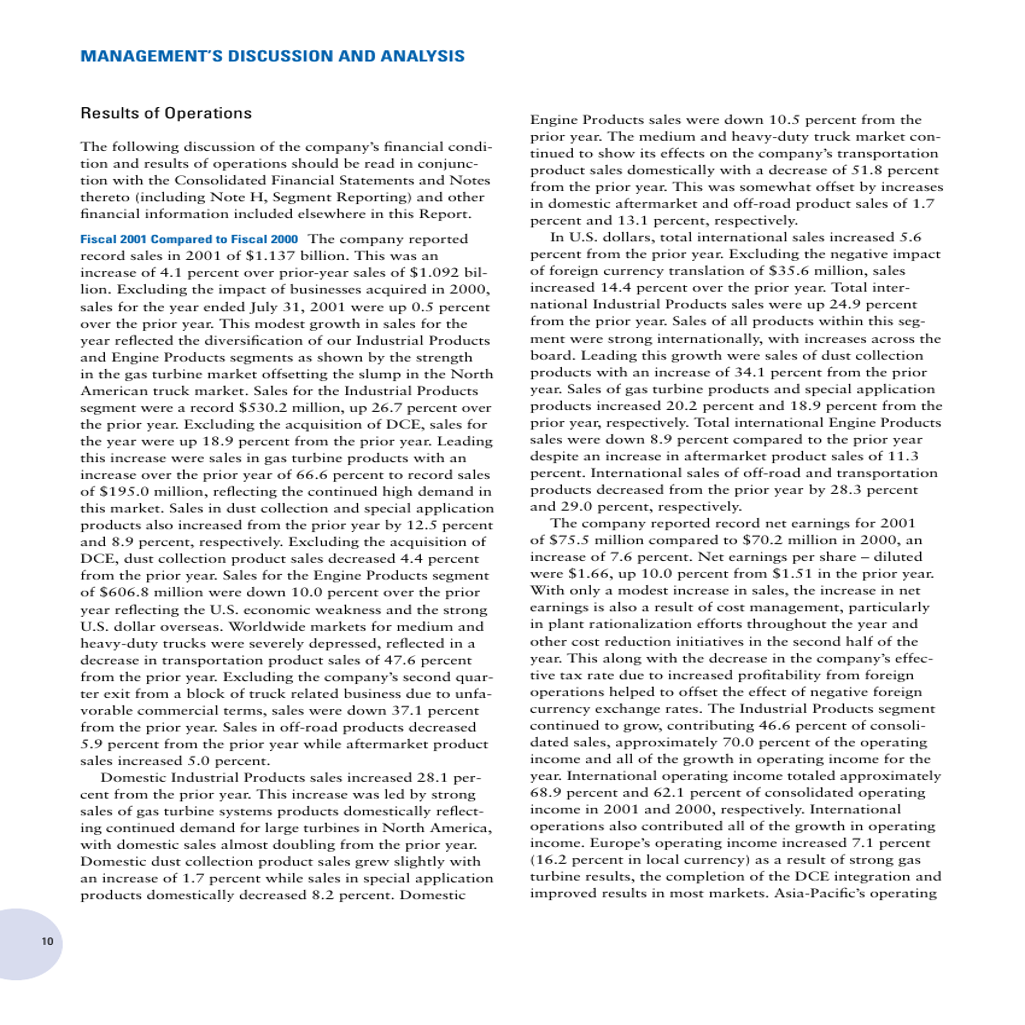 MANAGEMENT'S DISCUSSION AND ANALYSIS
Results of Operations
The following discussion of the company's financial condi-
tion and results of operations should be read in conjunc-
tion with the Consolidated Financial Statements and Notes
thereto (including Note H, Segment Reporting) and other
financial information included elsewhere in this Report.
Fiscal 2001 Compared to Fiscal 2000 The company reported
record sales in 2001 of $1.137 billion. This was an
increase of 4.1 percent over prior-year sales of $1.092 bil-
lion. Excluding the impact of businesses acquired in 2000,
sales for the year ended July 31, 2001 were up 0.5 percent
over the prior year. This modest growth in sales for the
year reflected the diversification of our Industrial Products
and Engine Products segments as shown by the strength
in the gas turbine market offsetting the slump in the North
American truck market. Sales for the Industrial Products
segment were a record $530.2 million, up 26.7 percent over
the prior year. Excluding the acquisition of DCE, sales for
the year were up 18.9 percent from the prior year. Leading
this increase were sales in gas turbine products with an
increase over the prior year of 66.6 percent to record sales
of $195.0 million, reflecting the continued high demand in
this market. Sales in dust collection and special application
products also increased from the prior year by 12.5 percent
and 8.9 percent, respectively. Excluding the acquisition of
DCE, dust collection product sales decreased 4.4 percent
from the prior year. Sales for the Engine Products segment
of $606.8 million were down 10.0 percent over the prior
year reflecting the U.S. economic weakness and the strong
U.S. dollar overseas. Worldwide markets for medium and
heavy-duty trucks were severely depressed, reflected in a
decrease in transportation product sales of 47.6 percent
from the prior year. Excluding the company's second quar-
ter exit from a block of truck related business due to unfa-
vorable commercial terms, sales were down 37.1 percent
from the prior year. Sales in off-road products decreased
5.9 percent from the prior year while aftermarket product
sales increased 5.0 percent.
Domestic Industrial Products sales increased 28.1 per-
cent from the prior year. This increase was led by strong
sales of gas turbine systems products domestically reflect-
ing continued demand for large turbines in North America,
with domestic sales almost doubling from the prior year.
Domestic dust collection product sales grew slightly with
an increase of 1.7 percent while sales in special application
products domestically decreased 8.2 percent. Domestic
Engine Products sales were down 10.5 percent from the
prior year. The medium and heavy-duty truck market con-
tinued to show its effects on the company's transportation
product sales domestically with a decrease of 51.8 percent
from the prior year. This was somewhat offset by increases
in domestic aftermarket and off-road product sales of 1.7
percent and 13.1 percent, respectively.
In U.S. dollars, total international sales increased 5.6
percent from the prior year. Excluding the negative impact
of foreign currency translation of $35.6 million, sales
increased 14.4 percent over the prior year. Total inter-
national Industrial Products sales were up 24.9 percent
from the prior year. Sales of all products within this seg-
ment were strong internationally, with increases across the
board. Leading this growth were sales of dust collection
products with an increase of 34.1 percent from the prior
year. Sales of gas turbine products and special application
products increased 20.2 percent and 18.9 percent from the
prior year, respectively. Total international Engine Products
sales were down 8.9 percent compared to the prior year
despite an increase in aftermarket product sales of 11.3
percent. International sales of off-road and transportation
products decreased from the prior year by 28.3 percent
and 29.0 percent, respectively.
The company reported record net earnings for 2001
of $75.5 million compared to $70.2 million in 2000, an
increase of 7.6 percent. Net earnings per share – diluted
were $1.66, up 10.0 percent from $1.51 in the prior year.
With only a modest increase in sales, the increase in net
earnings is also a result of cost management, particularly
in plant rationalization efforts throughout the year and
other cost reduction initiatives in the second half of the
year. This along with the decrease in the company's effec-
tive tax rate due to increased profitability from foreign
operations helped to offset the effect of negative foreign
currency exchange rates. The Industrial Products segment
continued to grow, contributing 46.6 percent of consoli-
dated sales, approximately 70.0 percent of the operating
income and all of the growth in operating income for the
year. International operating income totaled approximately
68.9 percent and 62.1 percent of consolidated operating
income in 2001 and 2000, respectively. International
operations also contributed all of the growth in operating
income. Europe's operating income increased 7.1 percent
(16.2 percent in local currency) as a result of strong gas
turbine results, the completion of the DCE integration and
improved results in most markets. Asia-Pacific's operating
10